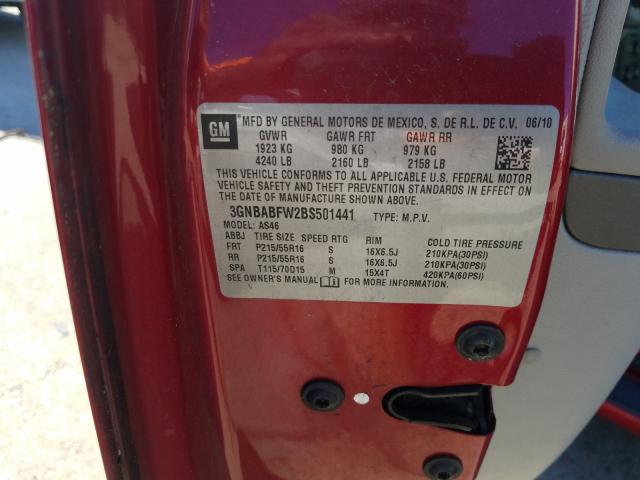 GM MFD BY GENERAL MOTORS DE MEXICO, S. DE R.L. DE C.V. 06/10
GVWR GAWR FRT GAWR RR
1923 KG 980 KG 979 KG
4240 LB 2160 LB 2158 LB
THIS VEHICLE CONFORMS TO ALL APPLICABLE U.S. FEDERAL MOTOR
VEHICLE SAFETY AND THEFT PREVENTION STANDARDS IN EFFECT ON
THE DATE OF MANUFACTURE SHOWN ABOVE.
3GNBABFW2BS501441 TYPE: M.P.V.
MODEL: AS46
ABBJ TIRE SIZE SPEED RTG RIM COLD TIRE PRESSURE
FRT P215/55R16 S 16X6.5J 210KPA(30PSI)
RR P215/55R16 S 16X6.5J 210KPA(30PSI)
SPA T115/70D15 M 15X4T 420KPA(60PSI)
SEE OWNER'S MANUAL FOR MORE INFORMATION.